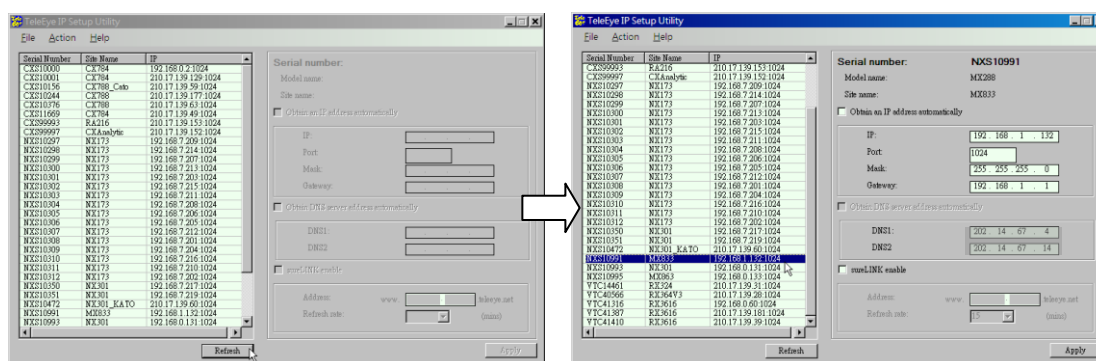 TeleEye IP Setup Utility
File Action Help
Serial Number Site Name IP
CXS10000 CX784 192.168.0.2:1024
CXS10001 CX784 210.17.139.129:1024
CXS10156 CX788_Cato 210.17.139.59:1024
CXS10244 CX788 210.17.139.177:1024
CXS10376 CX788 210.17.139.63:1024
CXS11669 CX784 210.17.139.49:1024
CXS99993 RA216 210.17.139.153:1024
CXS99997 CXAnalytic 210.17.139.152:1024
NXS10297 NX173 192.168.7.209:1024
NXS10298 NX173 192.168.7.214:1024
NXS10299 NX173 192.168.7.207:1024
NXS10300 NX173 192.168.7.213:1024
NXS10301 NX173 192.168.7.203:1024
NXS10302 NX173 192.168.7.215:1024
NXS10303 NX173 192.168.7.211:1024
NXS10304 NX173 192.168.7.208:1024
NXS10305 NX173 192.168.7.206:1024
NXS10306 NX173 192.168.7.205:1024
NXS10307 NX173 192.168.7.212:1024
NXS10308 NX173 192.168.7.201:1024
NXS10309 NX173 192.168.7.204:1024
NXS10310 NX173 192.168.7.216:1024
NXS10311 NX173 192.168.7.210:1024
NXS10312 NX173 192.168.7.202:1024
NXS10350 NX301 192.168.7.217:1024
NXS10351 NX301 192.168.7.219:1024
NXS10472 NX301_KATO 210.17.139.60:1024
NXS10991 MX833 192.168.1.132:1024
NXS10993 NX301 192.168.0.131:1024
Refresh
Serial number:
Model name:
Site name:
Obtain an IP address automatically
IP:
Port:
Mask:
Gateway:
Obtain DNS server address automatically
DNS1:
DNS2
sureLINK enable
Address: www. .teleeye.net
Refresh rate: (mins)
Apply
TeleEye IP Setup Utility
File Action Help
Serial Number Site Name IP
CXS99993 RA216 210.17.139.153:1024
CXS99997 CXAnalytic 210.17.139.152:1024
NXS10297 NX173 192.168.7.209:1024
NXS10298 NX173 192.168.7.214:1024
NXS10299 NX173 192.168.7.207:1024
NXS10300 NX173 192.168.7.213:1024
NXS10301 NX173 192.168.7.203:1024
NXS10302 NX173 192.168.7.215:1024
NXS10303 NX173 192.168.7.211:1024
NXS10304 NX173 192.168.7.208:1024
NXS10305 NX173 192.168.7.206:1024
NXS10306 NX173 192.168.7.205:1024
NXS10307 NX173 192.168.7.212:1024
NXS10308 NX173 192.168.7.201:1024
NXS10309 NX173 192.168.7.204:1024
NXS10310 NX173 192.168.7.216:1024
NXS10311 NX173 192.168.7.210:1024
NXS10312 NX173 192.168.7.202:1024
NXS10350 NX301 192.168.7.217:1024
NXS10351 NX301 192.168.7.219:1024
NXS10472 NX301_KATO 210.17.139.60:1024
NXS10991 MX833 192.168.1.132:1024
NXS10993 NX301 192.168.0.131:1024
NXS10995 MX863 192.168.0.133:1024
VTC14461 RX324 210.17.139.31:1024
VTC40566 RX364V3 210.17.139.28:1024
VTC41316 RX3616 192.168.0.60:1024
VTC41387 RX3616 210.17.139.181:1024
VTC41410 RX3616 210.17.139.39:1024
Refresh
Serial number: NXS10991
Model name: MX288
Site name: MX833
Obtain an IP address automatically
IP: 192 . 168 . 1 . 132
Port: 1024
Mask: 255 . 255 . 255 . 0
Gateway: 192 . 168 . 1 . 1
Obtain DNS server address automatically
DNS1: 202 . 14 . 67 . 4
DNS2 202 . 14 . 67 . 14
sureLINK enable
Address: www. .teleeye.net
Refresh rate: 15 (mins)
Apply